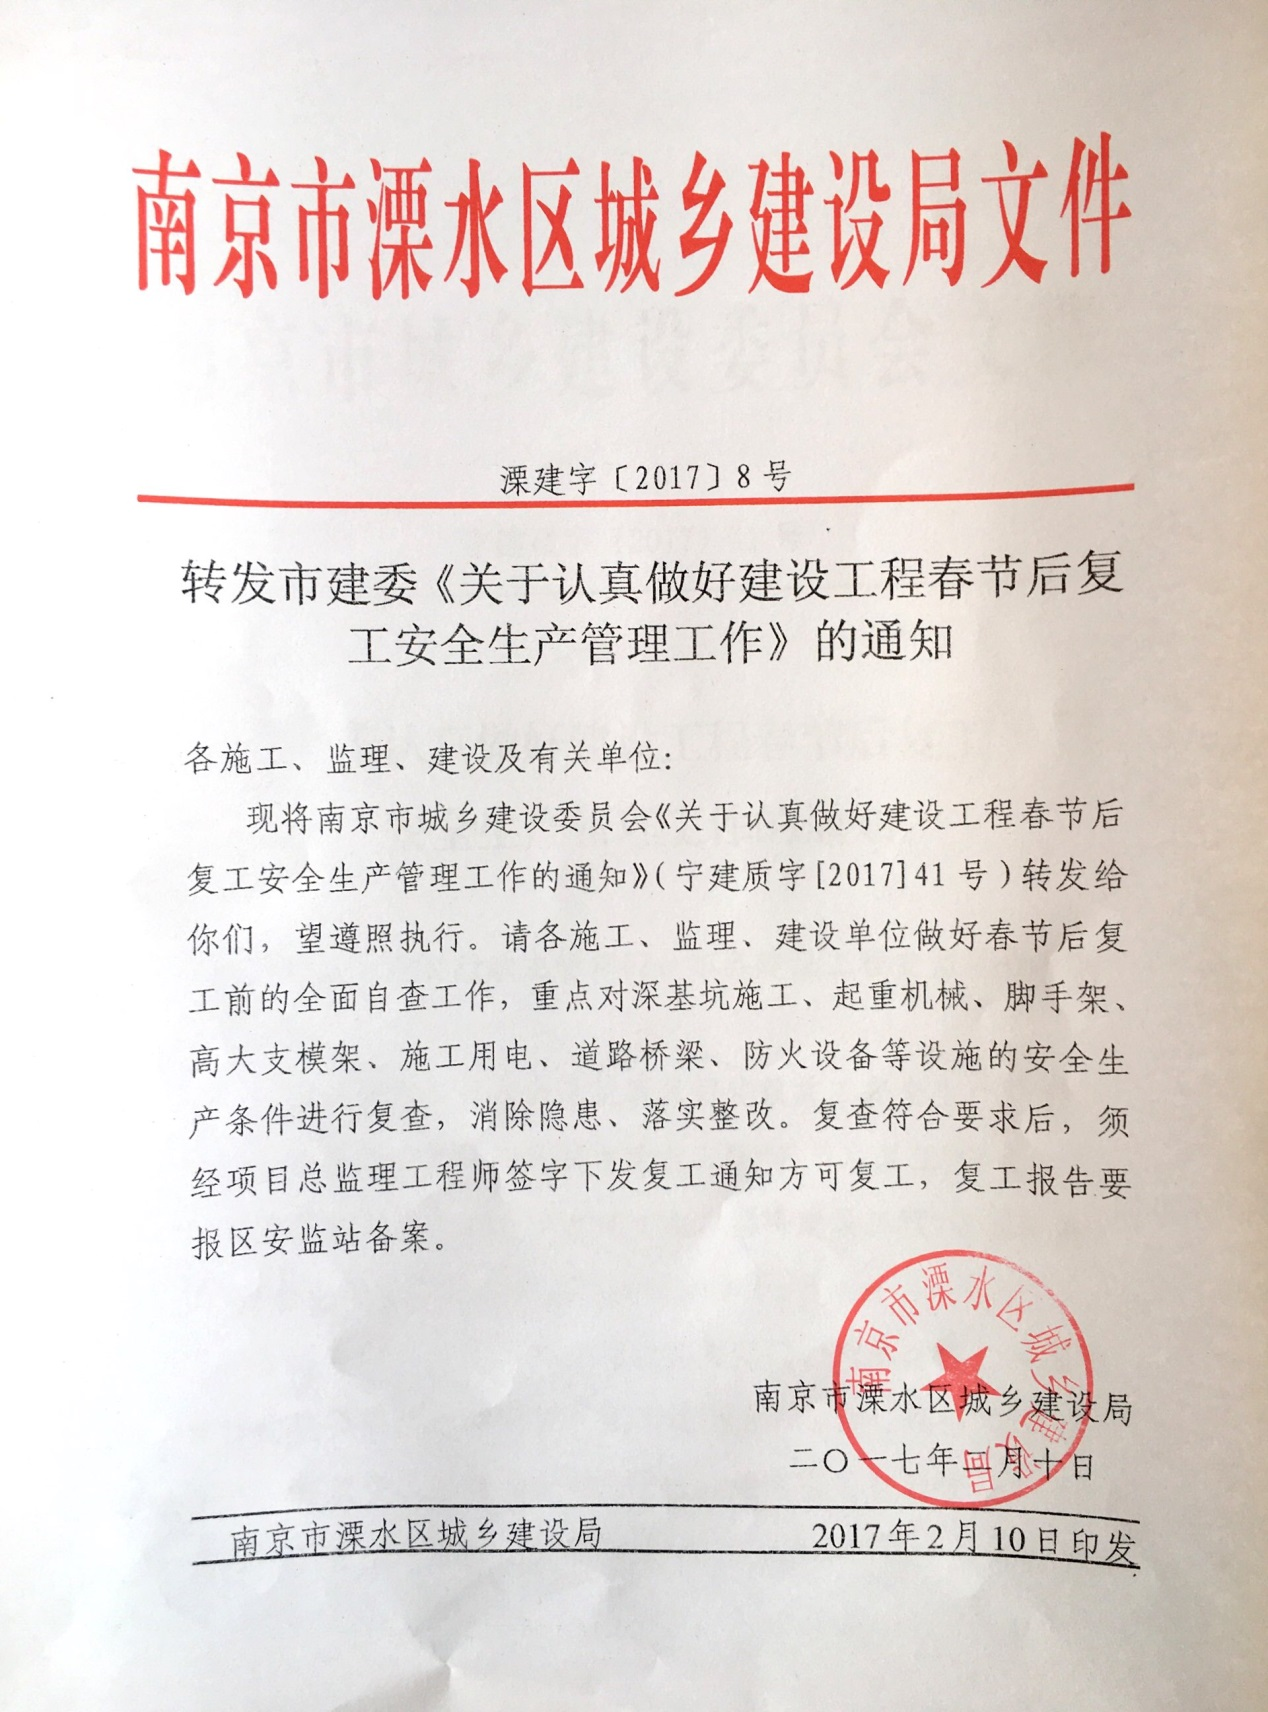 南京市溧水区城乡建设局文件
溧建字〔2017〕8号
转发市建委《关于认真做好建设工程春节后复
工安全生产管理工作》的通知
各施工、监理、建设及有关单位:
现将南京市城乡建设委员会《关于认真做好建设工程春节后
复工安全生产管理工作的通知》(宁建质字[2017]41号)转发给
你们，望遵照执行。请各施工、监理、建设单位做好春节后复
工前的全面自查工作，重点对深基坑施工、起重机械、脚手架、
高大支模架、施工用电、道路桥梁、防火设备等设施的安全生
产条件进行复查，消除隐患、落实整改。复查符合要求后，须
经项目总监理工程师签字下发复工通知方可复工，复工报告要
报区安监站备案。
南京市溧水区城乡建设局
南京市溧水区城乡建设局
二〇一七年二月十日
南京市溧水区城乡建设局 2017年2月10日印发